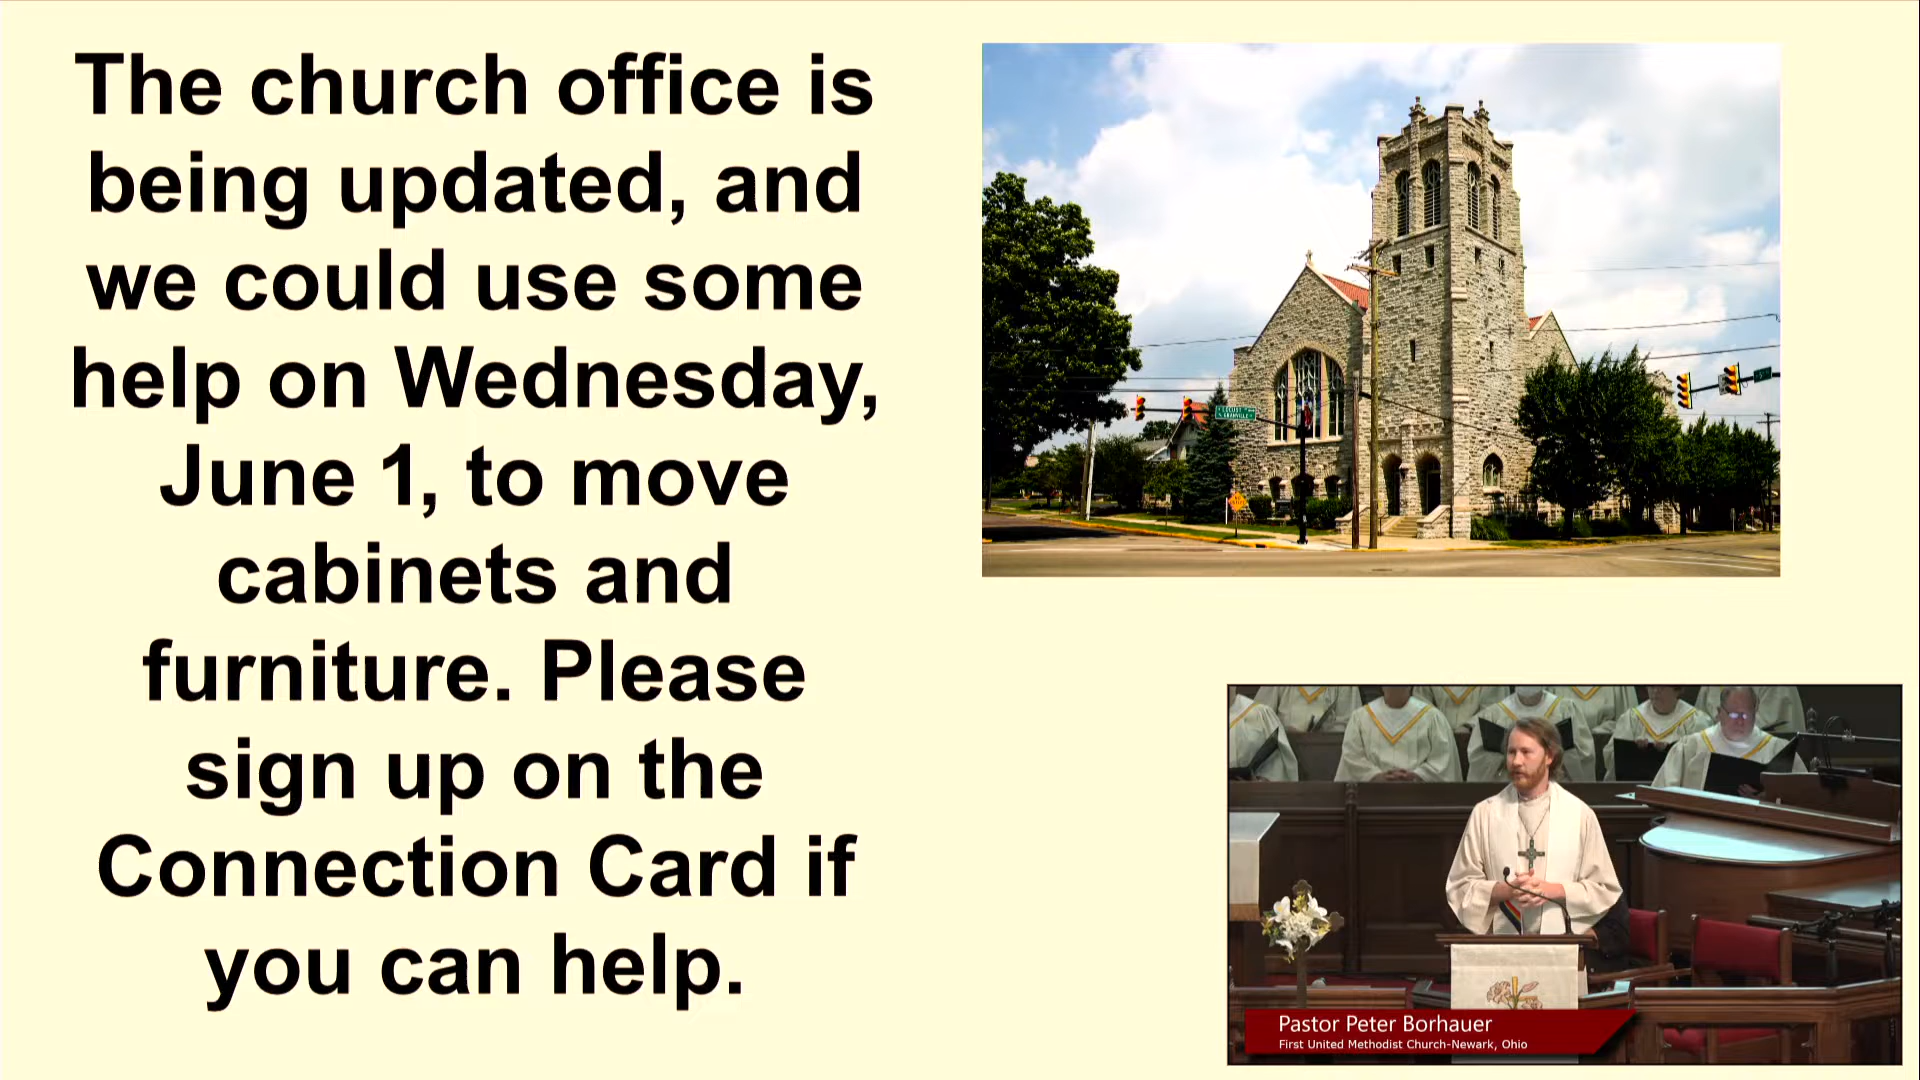 The church office is
being updated, and
we could use some
help on Wednesday,
June 1, to move
cabinets and
furniture. Please
sign up on the
Connection Card if
you can help.
LOCUST
GRANVILLE
Pastor Peter Borhauer
First United Methodist Church-Newark, Ohio